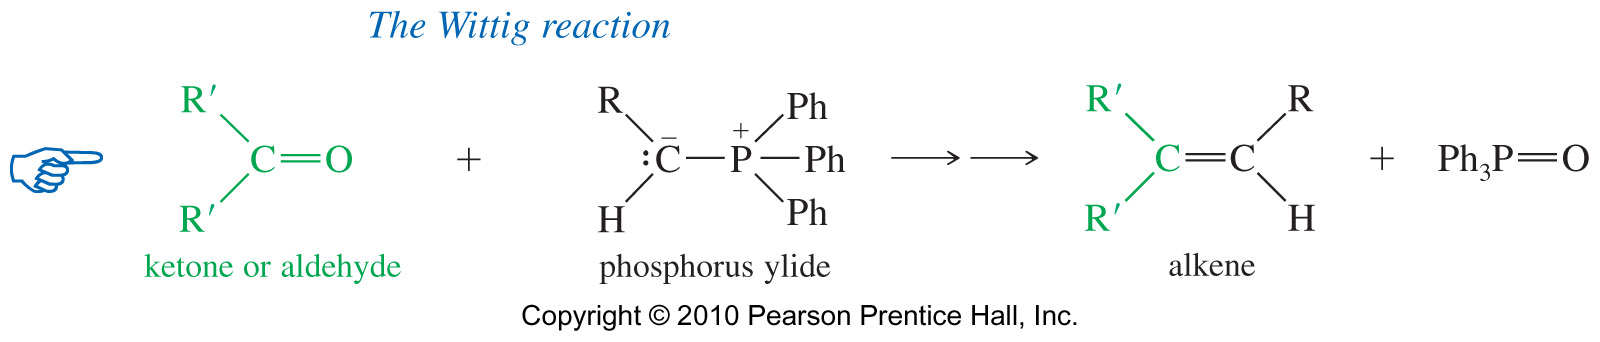 The Wittig reaction
R′ R′ C=O + R H :C̄—P⁺—Ph Ph Ph → → R′ R′ C=C R H + Ph₃P=O
ketone or aldehyde phosphorus ylide alkene
Copyright © 2010 Pearson Prentice Hall, Inc.